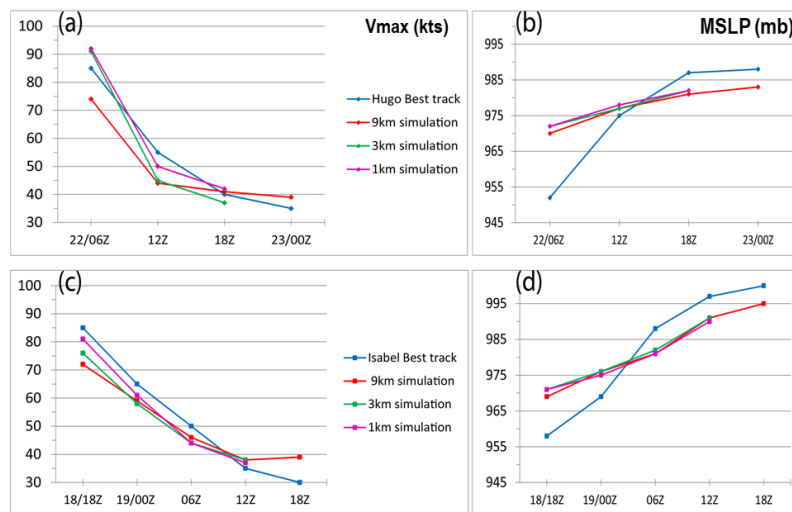 (a) Vmax (kts)
100
90
80
70
60
50
40
30
22/06Z 12Z 18Z 23/00Z
Hugo Best track
9km simulation
3km simulation
1km simulation
(b) MSLP (mb)
995
985
975
965
955
945
22/06Z 12Z 18Z 23/00Z
(c)
100
90
80
70
60
50
40
30
18/18Z 19/00Z 06Z 12Z 18Z
Isabel Best track
9km simulation
3km simulation
1km simulation
(d)
995
985
975
965
955
945
18/18Z 19/00Z 06Z 12Z 18Z